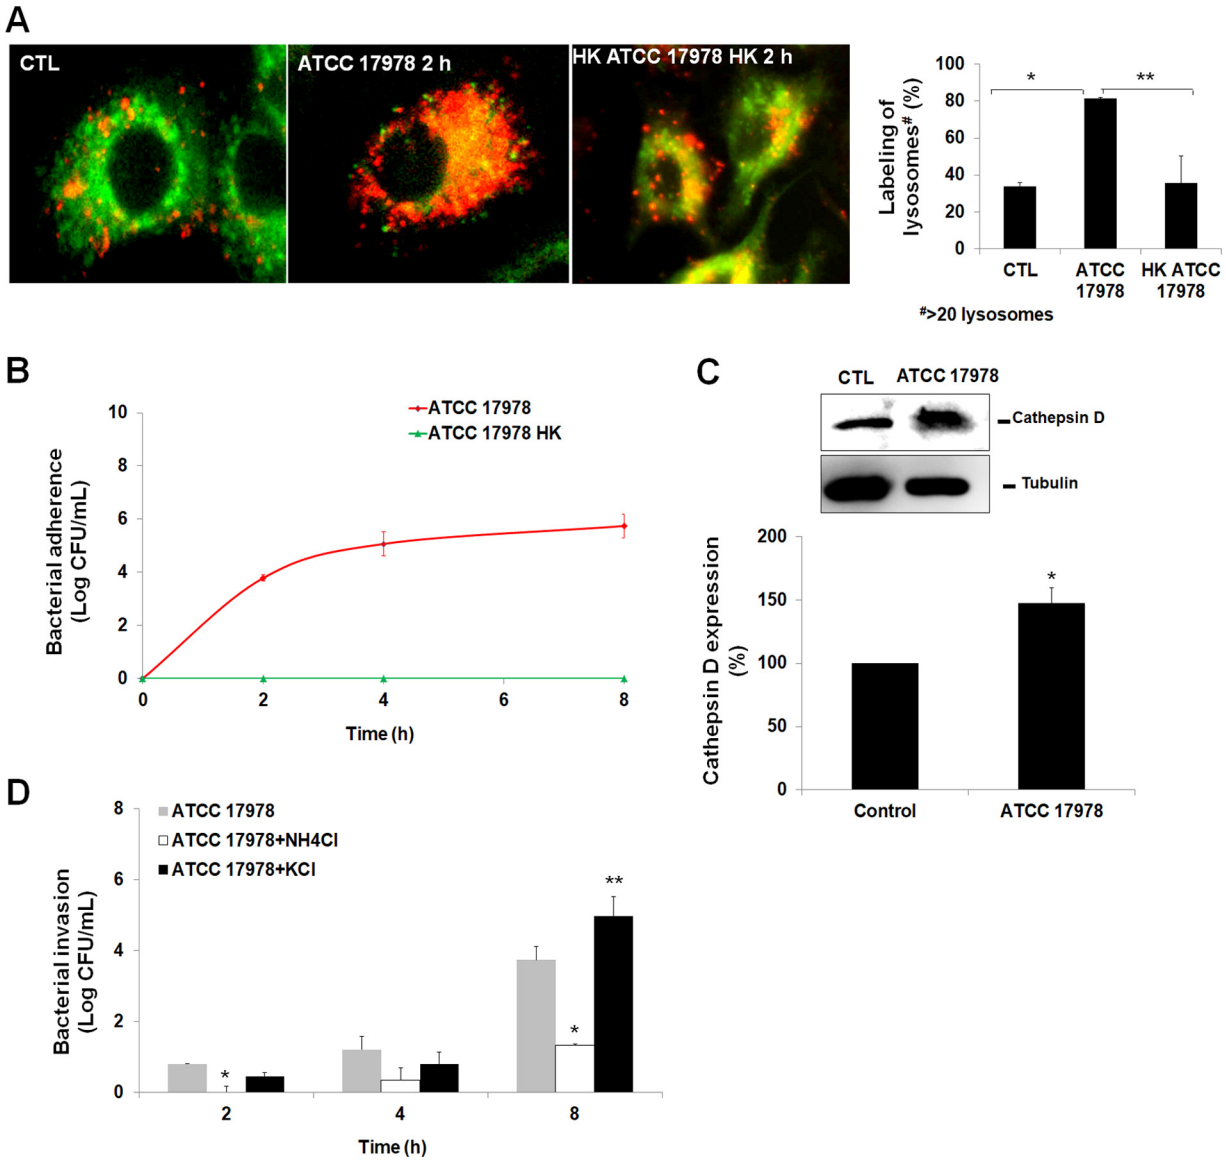 A
CTL
ATCC 17978 2 h
HK ATCC 17978 HK 2 h
Labeling of
lysosomes# (%)
100
80
60
40
20
0
*
**
CTL
ATCC
17978
HK ATCC
17978
#>20 lysosomes
B
Bacterial adherence
(Log CFU/mL)
10
8
6
4
2
0
ATCC 17978
ATCC 17978 HK
0 2 4 6 8
Time (h)
C
CTL ATCC 17978
Cathepsin D
Tubulin
Cathepsin D expression
(%)
200
150
100
50
0
*
Control ATCC 17978
D
Bacterial invasion
(Log CFU/mL)
8
6
4
2
0
ATCC 17978
ATCC 17978+NH4Cl
ATCC 17978+KCl
*
*
**
2 4 8
Time (h)